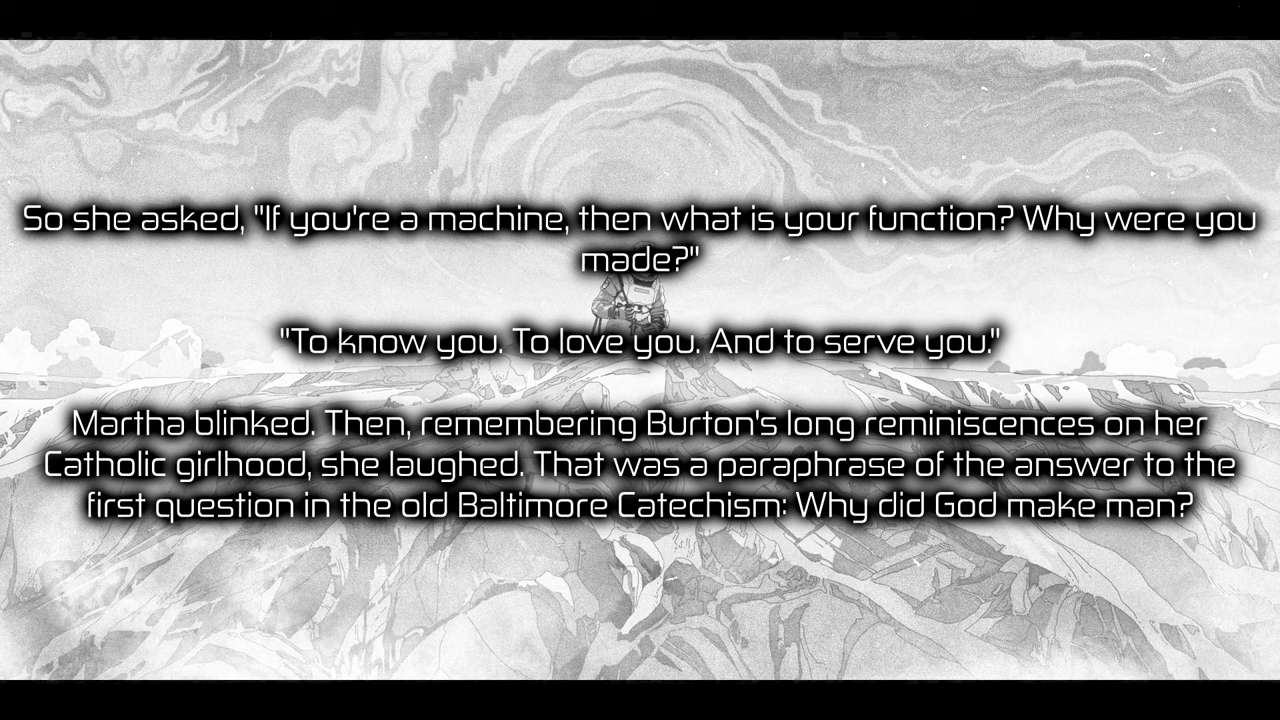 So she asked, "If you're a machine, then what is your function? Why were you
made?"
"To know you. To love you. And to serve you."
Martha blinked. Then, remembering Burton's long reminiscences on her
Catholic girlhood, she laughed. That was a paraphrase of the answer to the
first question in the old Baltimore Catechism: Why did God make man?